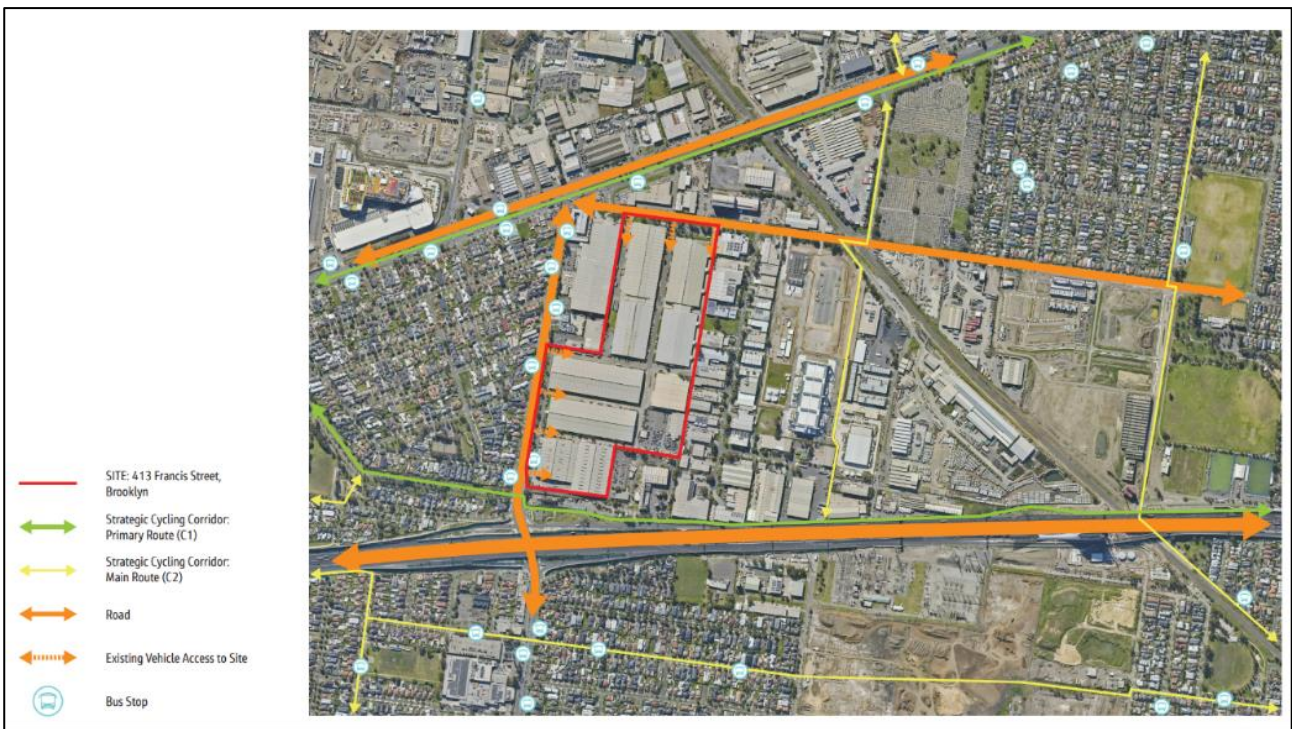 SITE: 413 Francis Street,
Brooklyn
Strategic Cycling Corridor:
Primary Route (C1)
Strategic Cycling Corridor:
Main Route (C2)
Road
Existing Vehicle Access to Site
Bus Stop